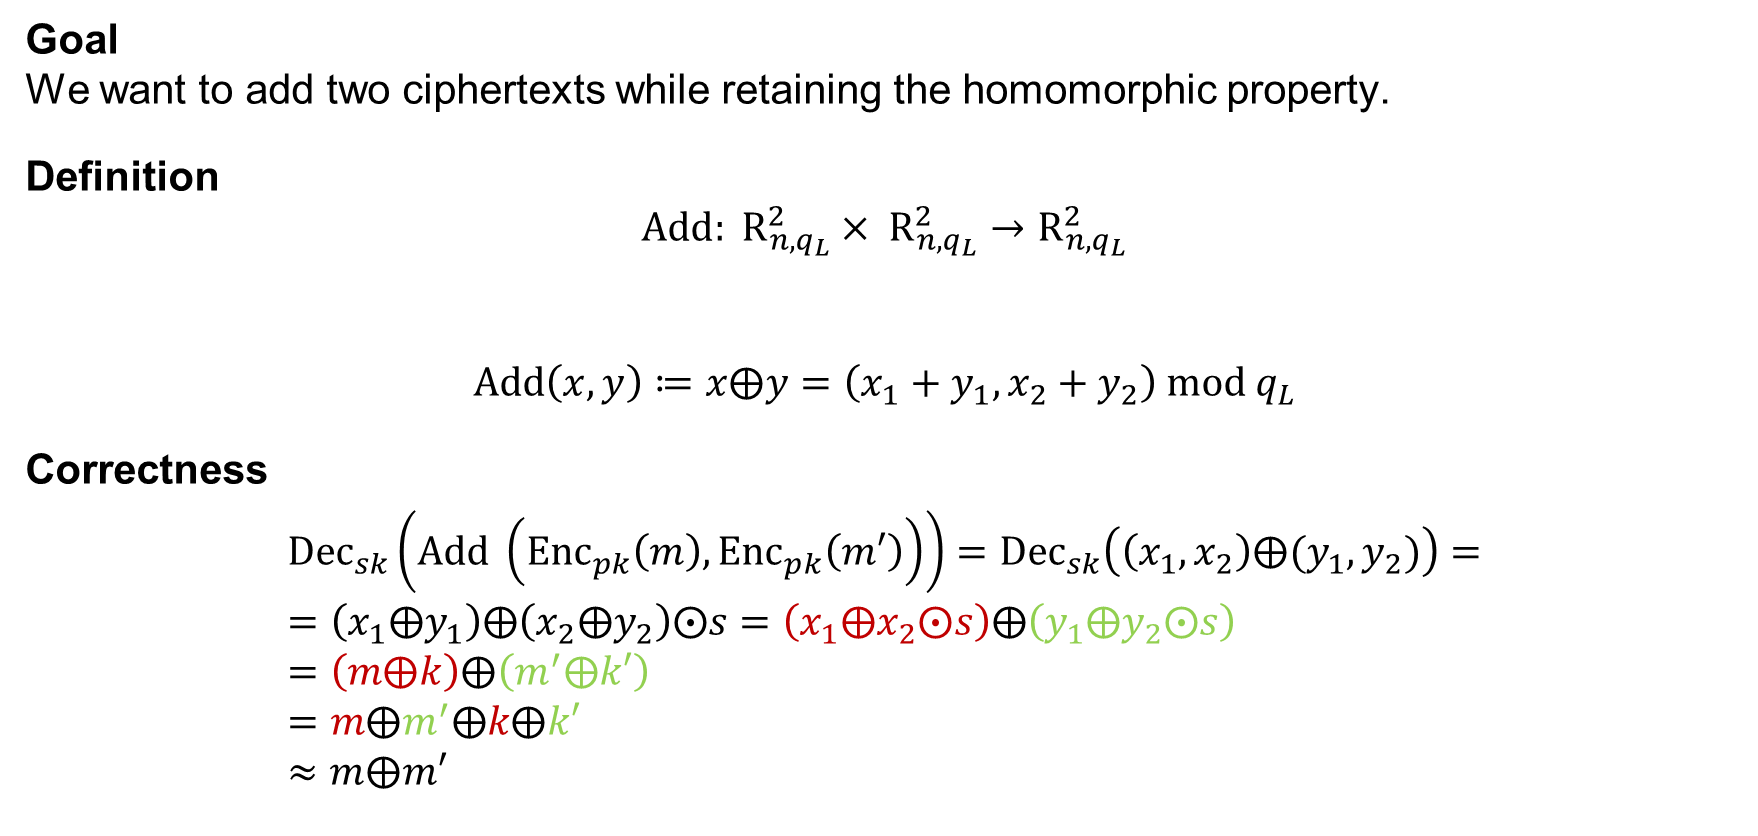 Goal
We want to add two ciphertexts while retaining the homomorphic property.
Definition
Add: R²ₙ,qL × R²ₙ,qL → R²ₙ,qL
Add(x, y) ≔ x⊕y = (x₁ + y₁, x₂ + y₂) mod qL
Correctness
Decₛₖ(Add (Encₚₖ(m), Encₚₖ(m′))) = Decₛₖ((x₁, x₂)⊕(y₁, y₂)) =
= (x₁⊕y₁)⊕(x₂⊕y₂)⊙s = (x₁⊕x₂⊙s)⊕(y₁⊕y₂⊙s)
= (m⊕k)⊕(m′⊕k′)
= m⊕m′⊕k⊕k′
≈ m⊕m′